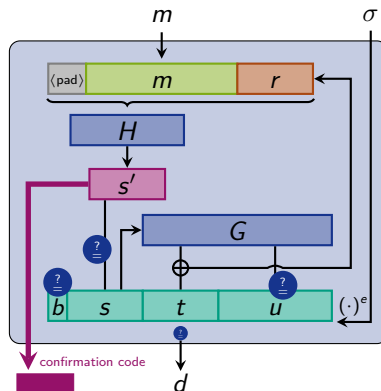 m σ
⟨pad⟩ m r
H
s′
?
=
G
⊕
? =
? =
b s t u (·)ᵉ
? =
confirmation code
d